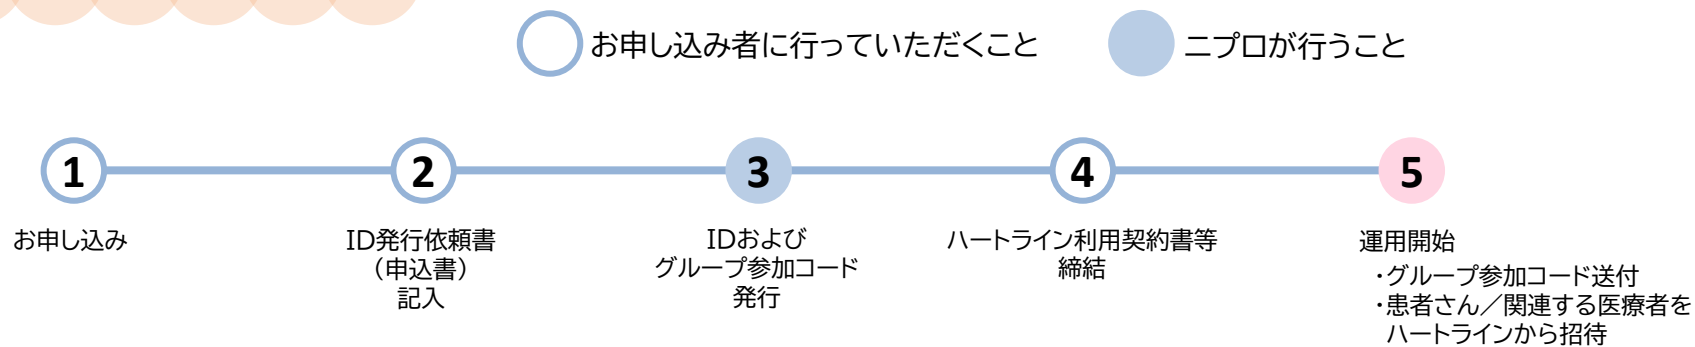 お申し込み者に行っていただくこと
ニプロが行うこと
1
2
3
4
5
お申し込み
ID発行依頼書
(申込書)
記入
IDおよび
グループ参加コード
発行
ハートライン利用契約書等
締結
運用開始
・グループ参加コード送付
・患者さん／関連する医療者を
ハートラインから招待